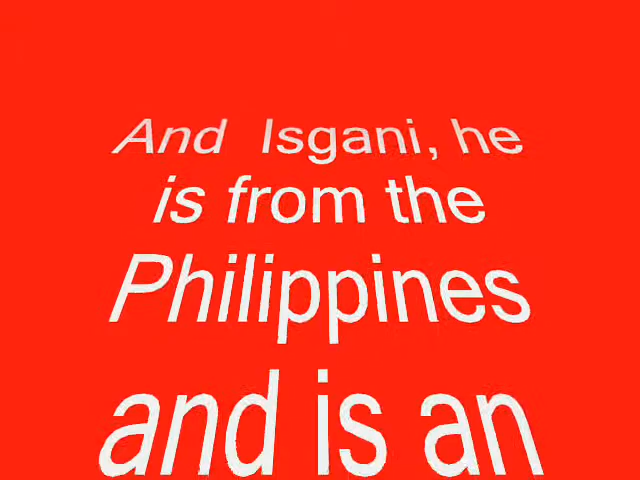 And Isgani, he
is from the
Philippines
and is an